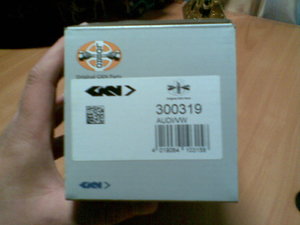 Original GKN Parts
GKN
300319
AUDI/VW
GKN